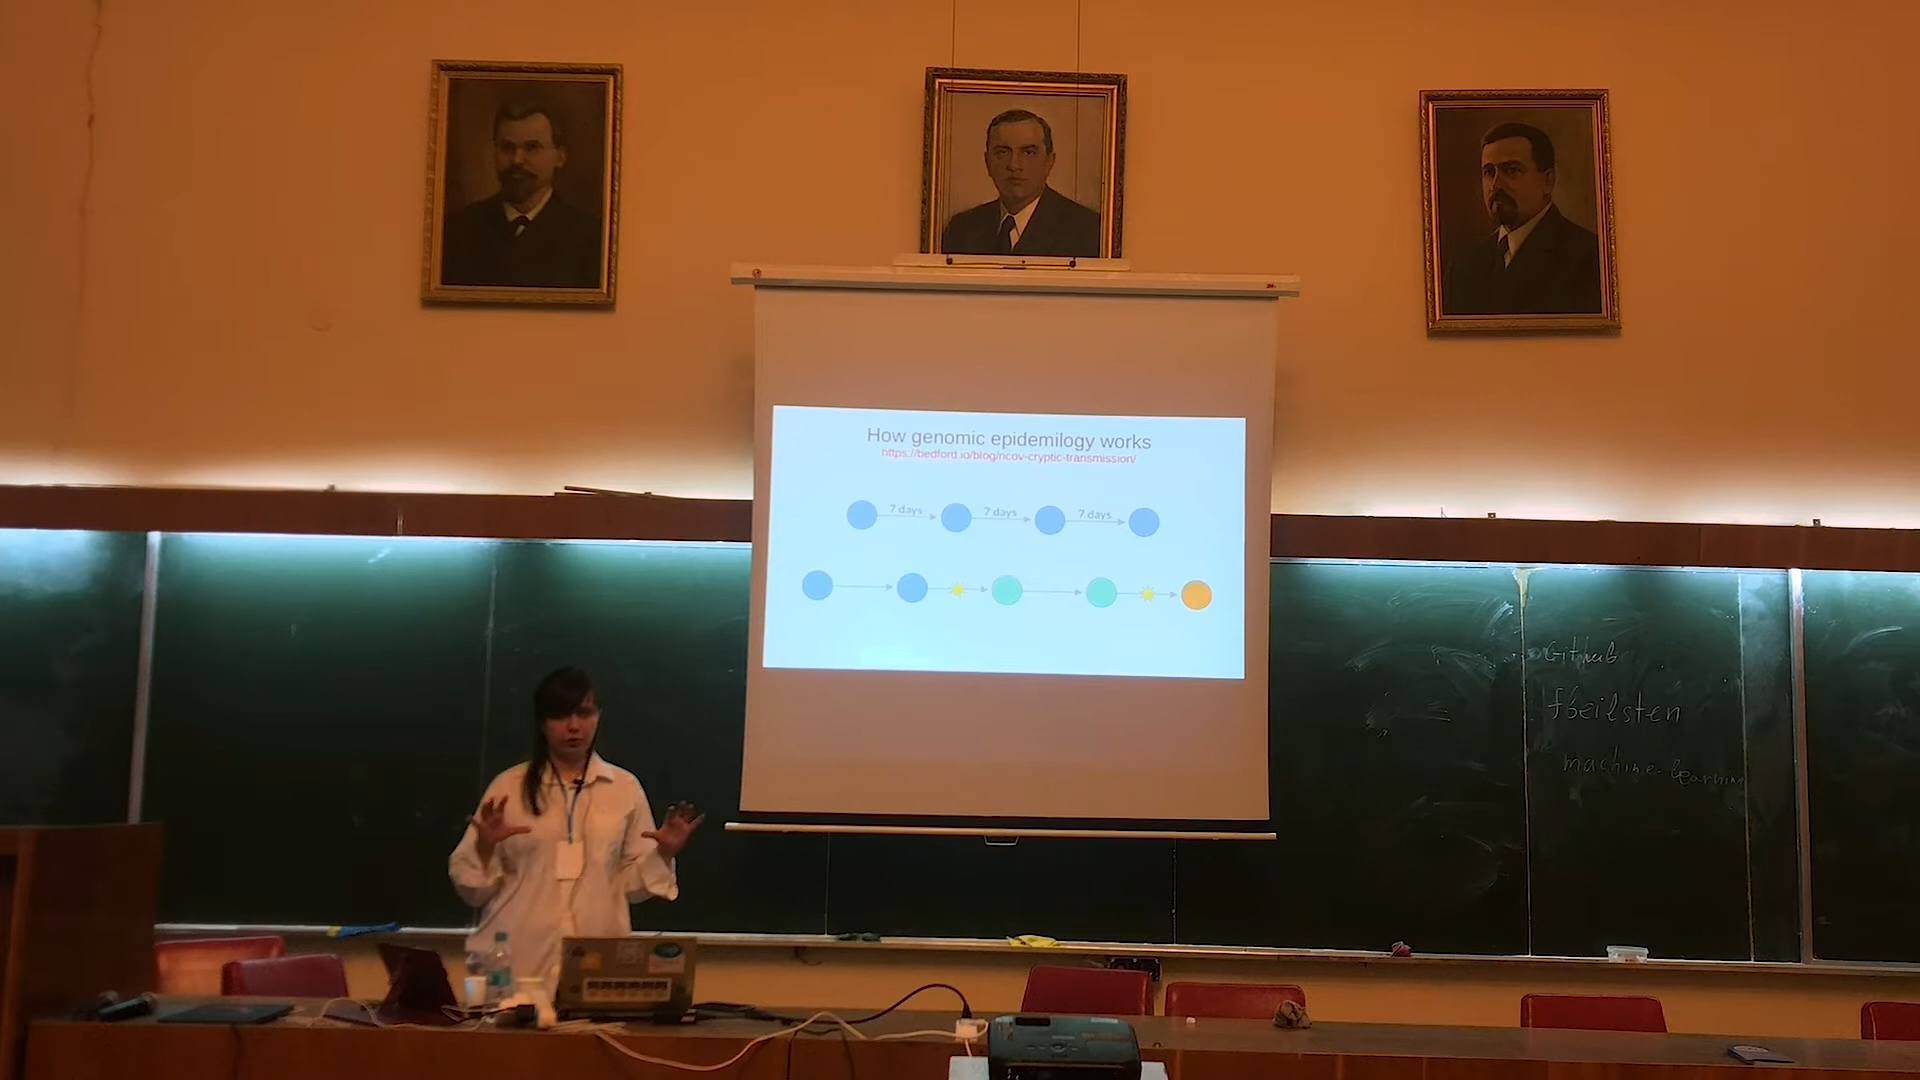 How genomic epidemilogy works
https://bedford.io/blog/ncov-cryptic-transmission/
7 days 7 days 7 days
Github
fbeilsten
machine-learning